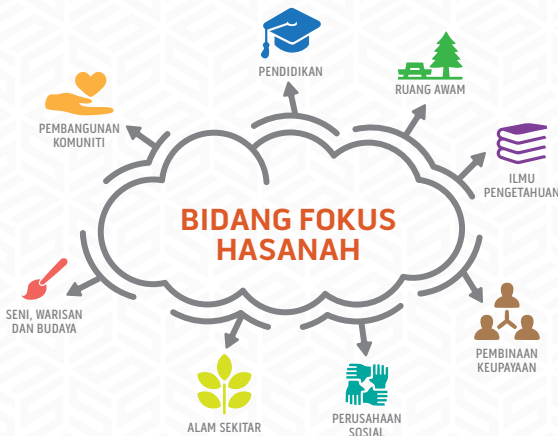 BIDANG FOKUS
HASANAH
PENDIDIKAN
RUANG AWAM
ILMU
PENGETAHUAN
PEMBINAAN
KEUPAYAAN
PERUSAHAAN
SOSIAL
ALAM SEKITAR
SENI, WARISAN
DAN BUDAYA
PEMBANGUNAN
KOMUNITI